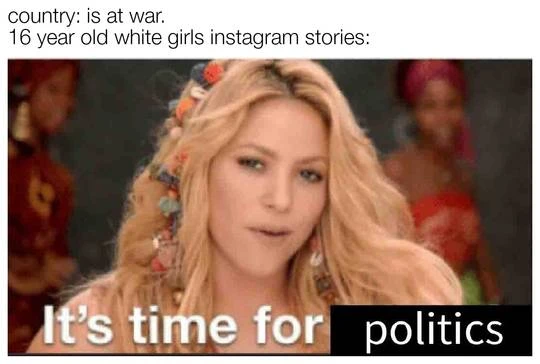 country: is at war.
16 year old white girls instagram stories:
It's time for politics